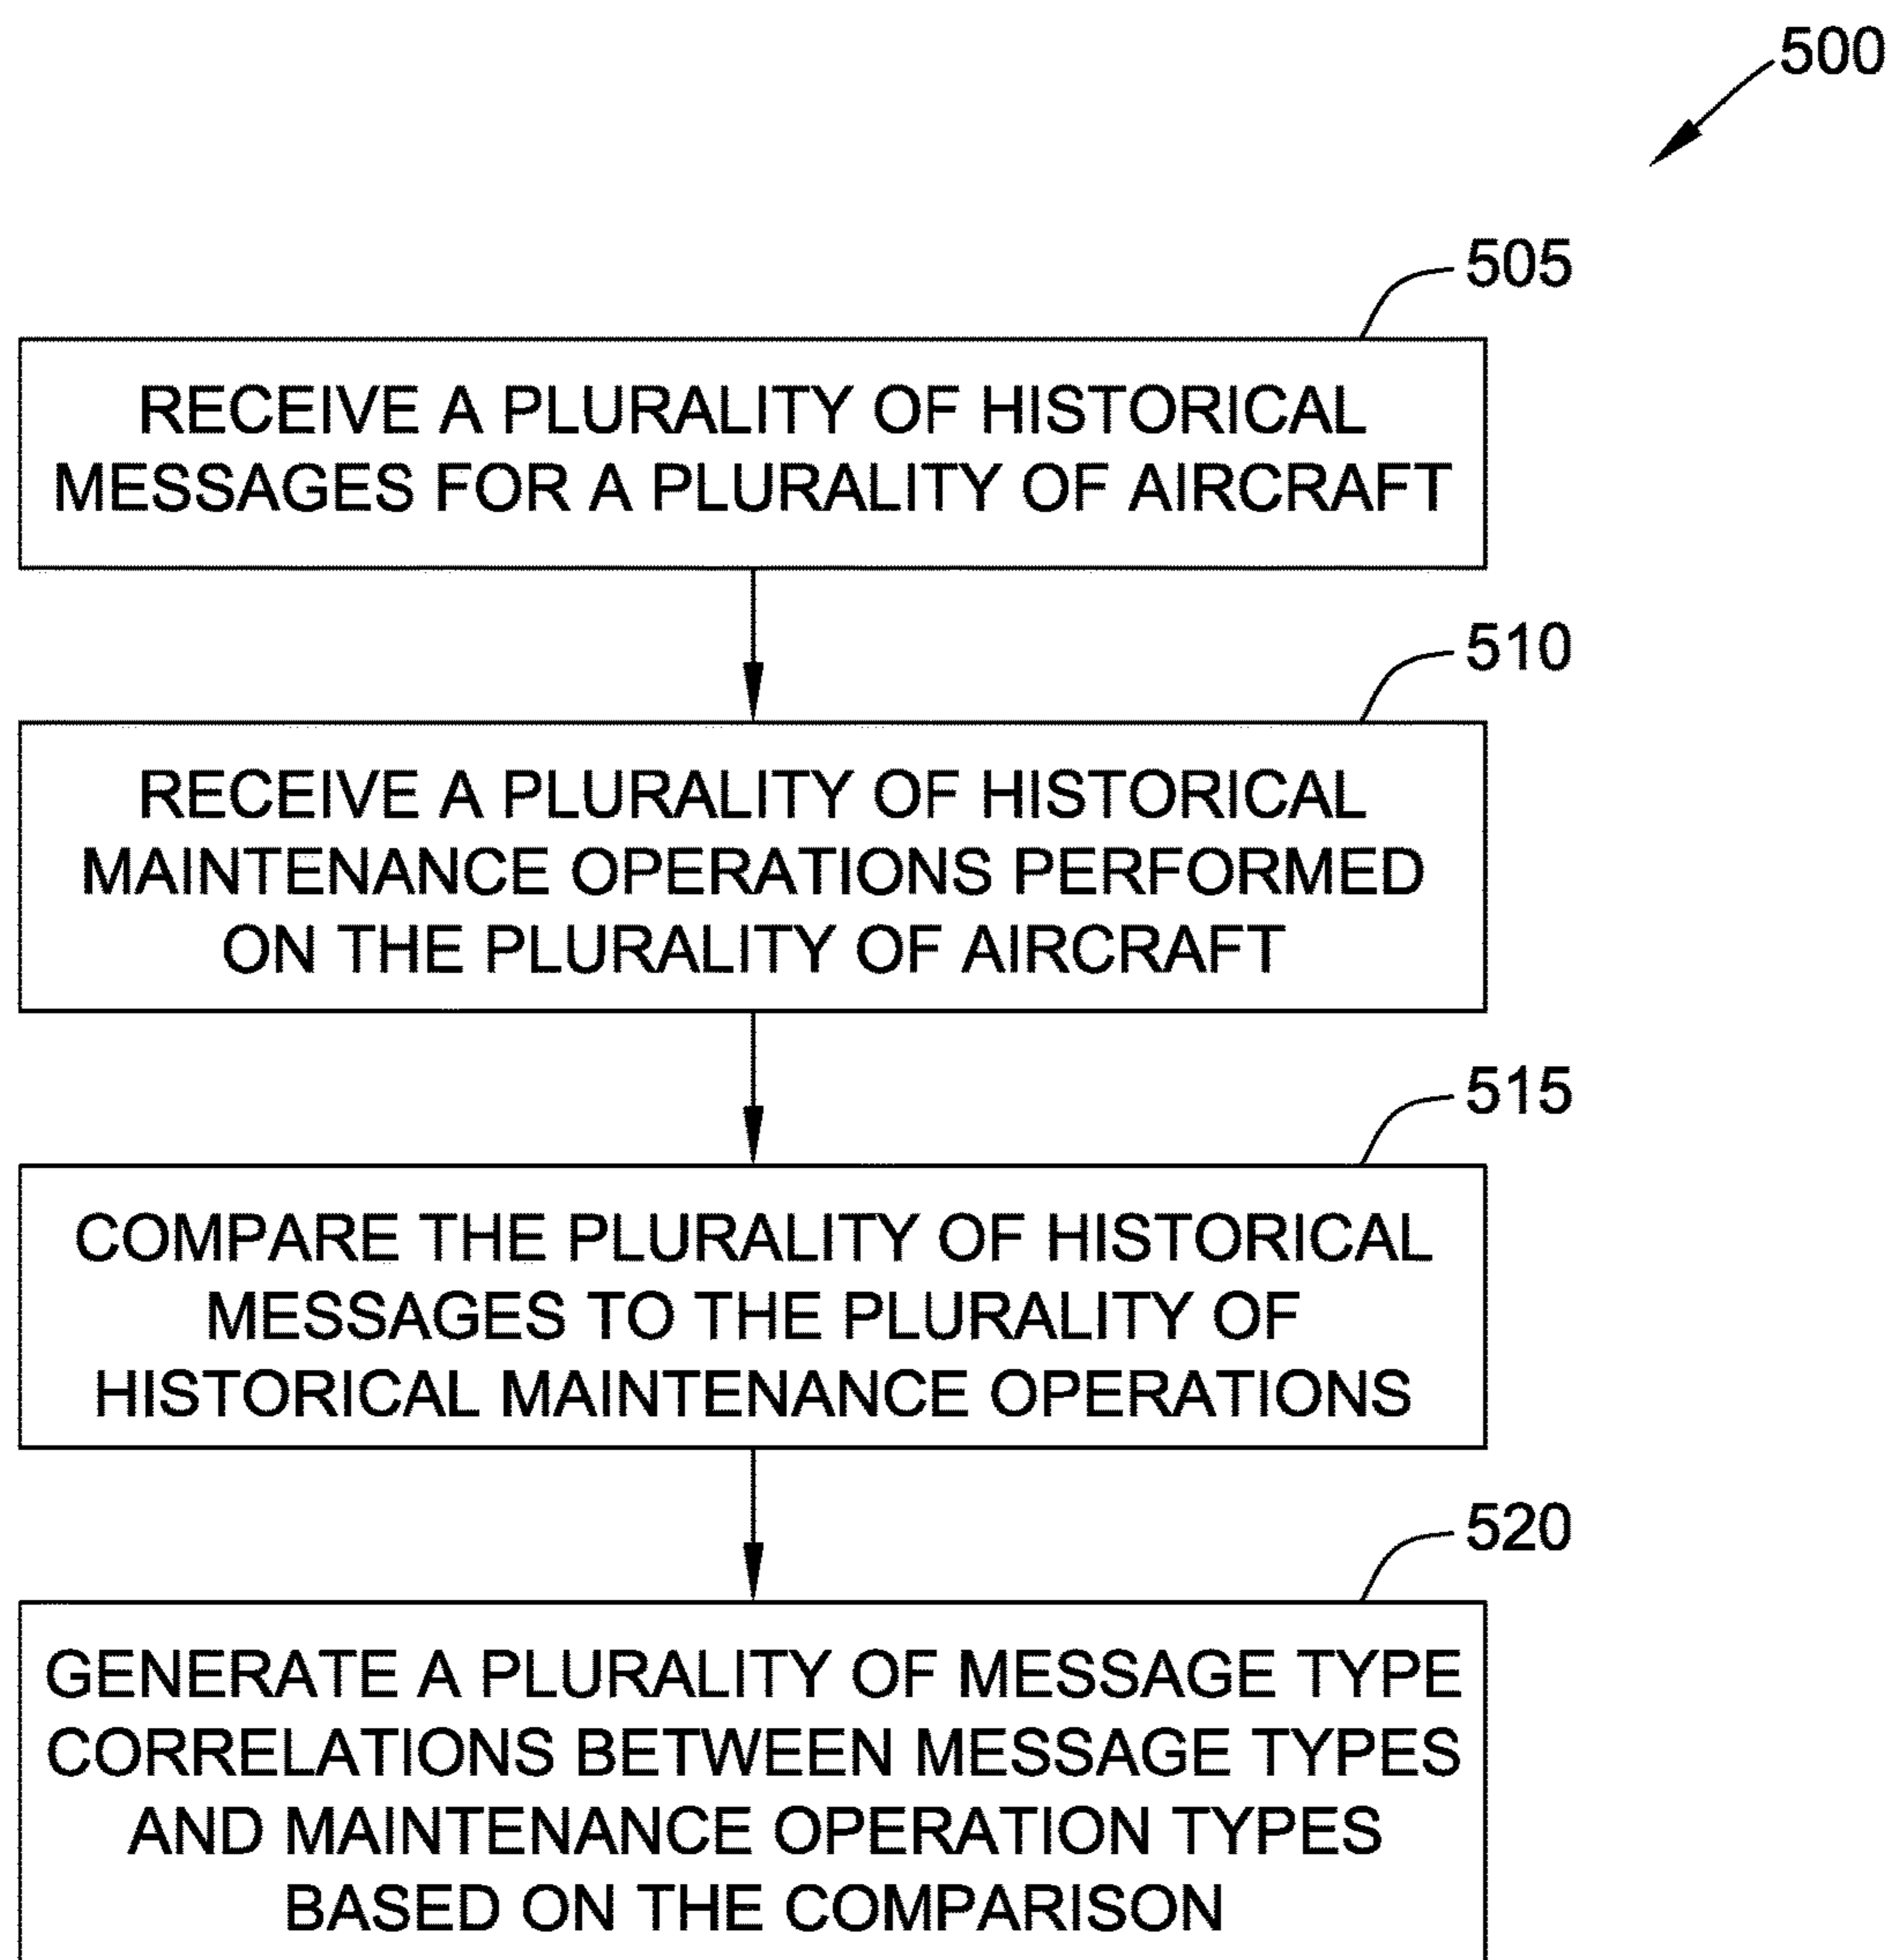 500
505
RECEIVE A PLURALITY OF HISTORICAL
MESSAGES FOR A PLURALITY OF AIRCRAFT
510
RECEIVE A PLURALITY OF HISTORICAL
MAINTENANCE OPERATIONS PERFORMED
ON THE PLURALITY OF AIRCRAFT
515
COMPARE THE PLURALITY OF HISTORICAL
MESSAGES TO THE PLURALITY OF
HISTORICAL MAINTENANCE OPERATIONS
520
GENERATE A PLURALITY OF MESSAGE TYPE
CORRELATIONS BETWEEN MESSAGE TYPES
AND MAINTENANCE OPERATION TYPES
BASED ON THE COMPARISON